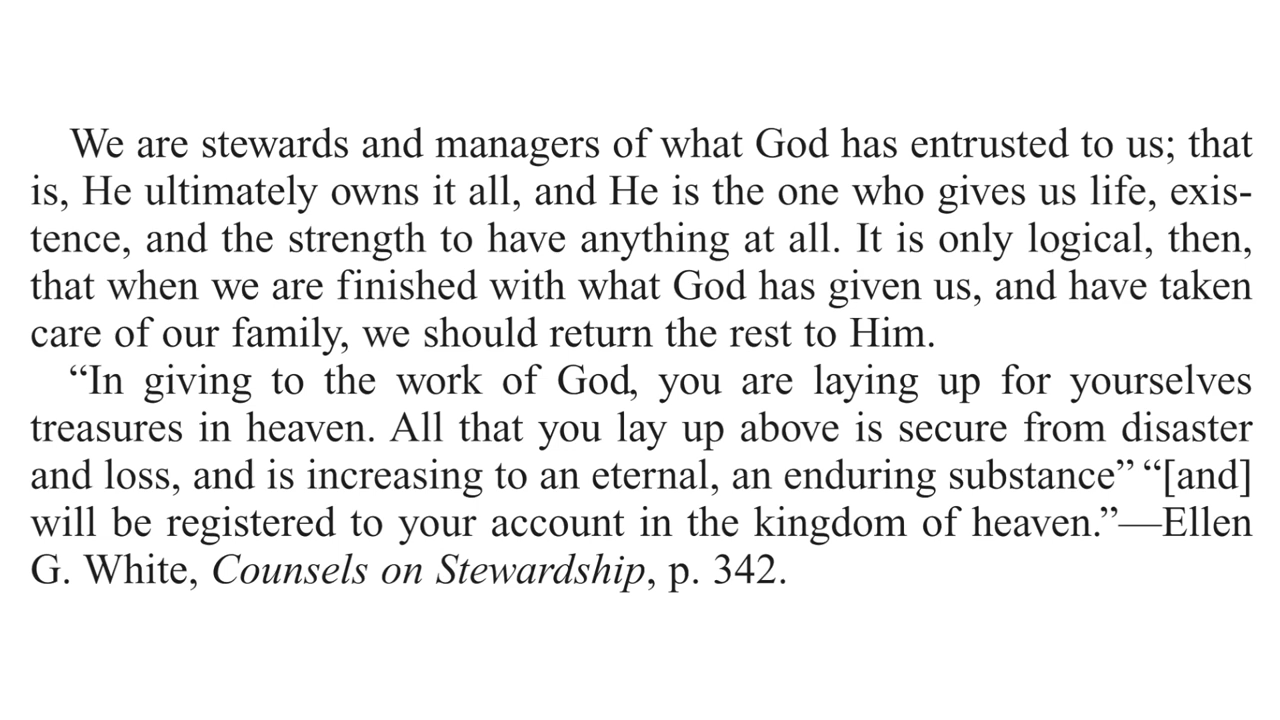 We are stewards and managers of what God has entrusted to us; that
is, He ultimately owns it all, and He is the one who gives us life, exis-
tence, and the strength to have anything at all. It is only logical, then,
that when we are finished with what God has given us, and have taken
care of our family, we should return the rest to Him.
“In giving to the work of God, you are laying up for yourselves
treasures in heaven. All that you lay up above is secure from disaster
and loss, and is increasing to an eternal, an enduring substance” “[and]
will be registered to your account in the kingdom of heaven.”—Ellen
G. White, Counsels on Stewardship, p. 342.